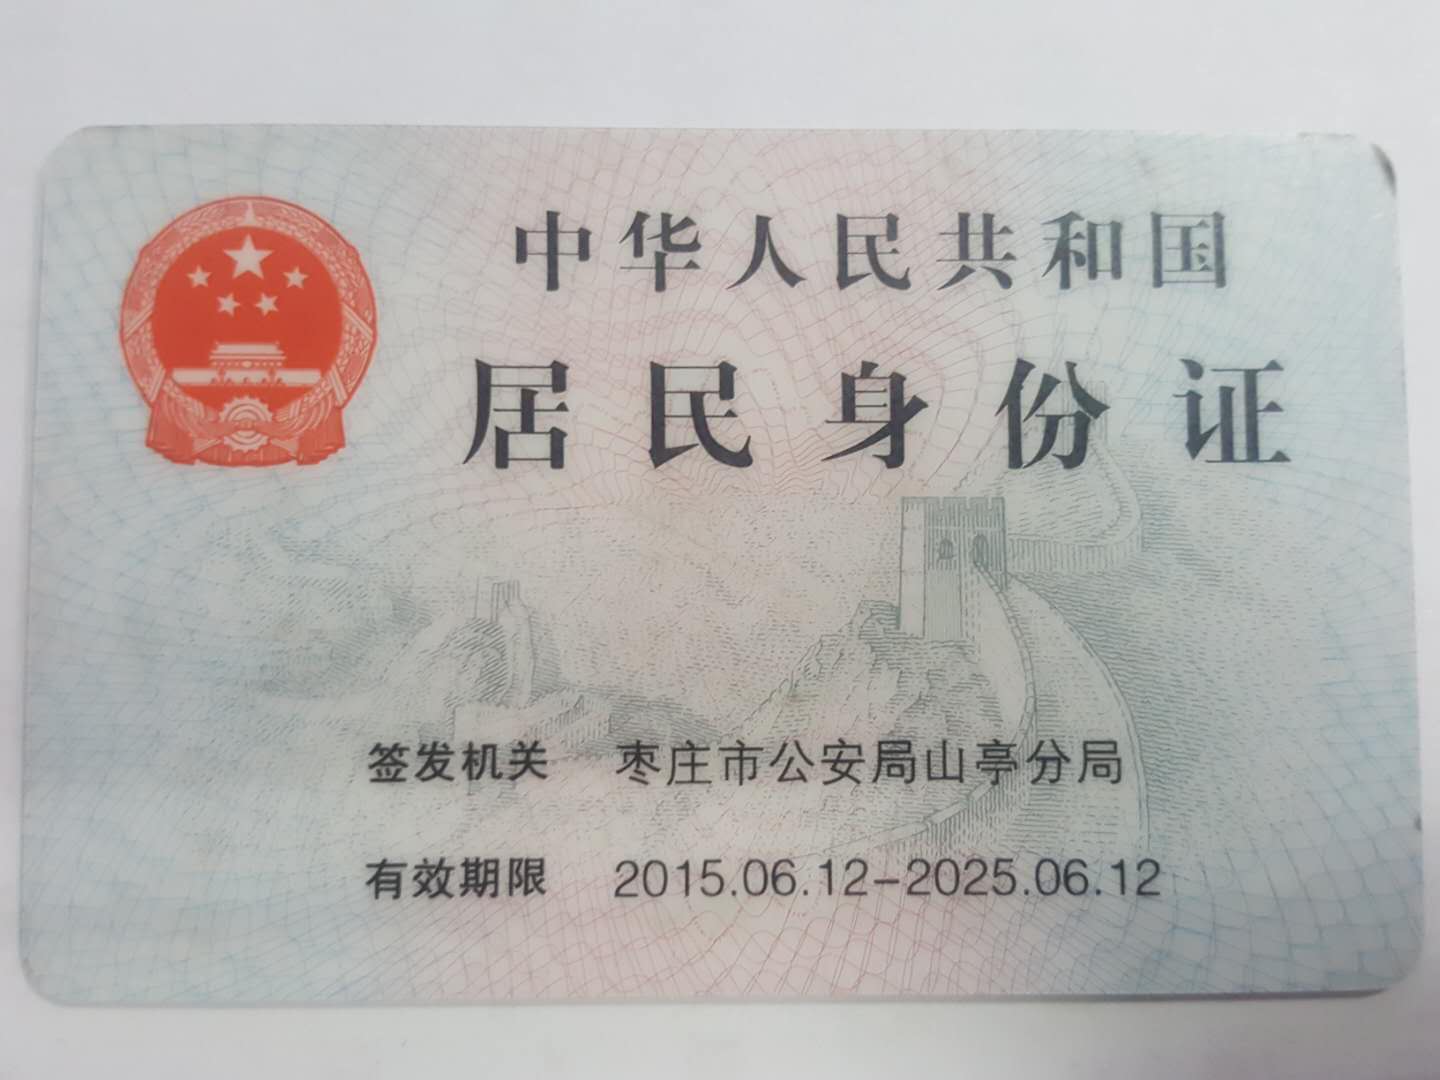 中华人民共和国
居民身份证
签发机关 枣庄市公安局山亭分局
有效期限 2015.06.12-2025.06.12